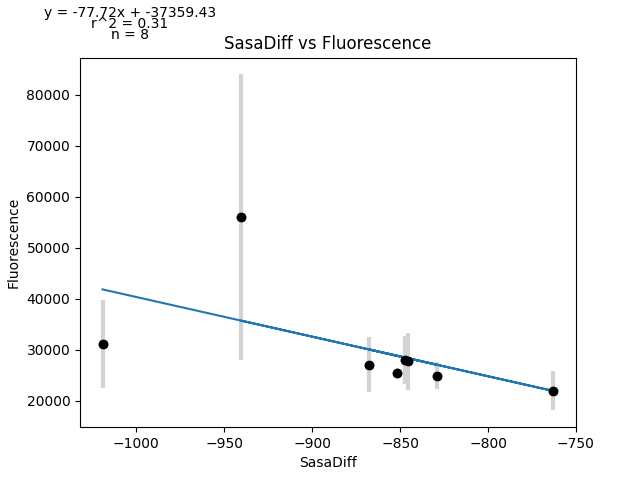 y = -77.72x + -37359.43
r^2 = 0.31
n = 8
SasaDiff vs Fluorescence
80000
70000
60000
50000
40000
30000
20000
Fluorescence
−1000
−950
−900
−850
−800
−750
SasaDiff